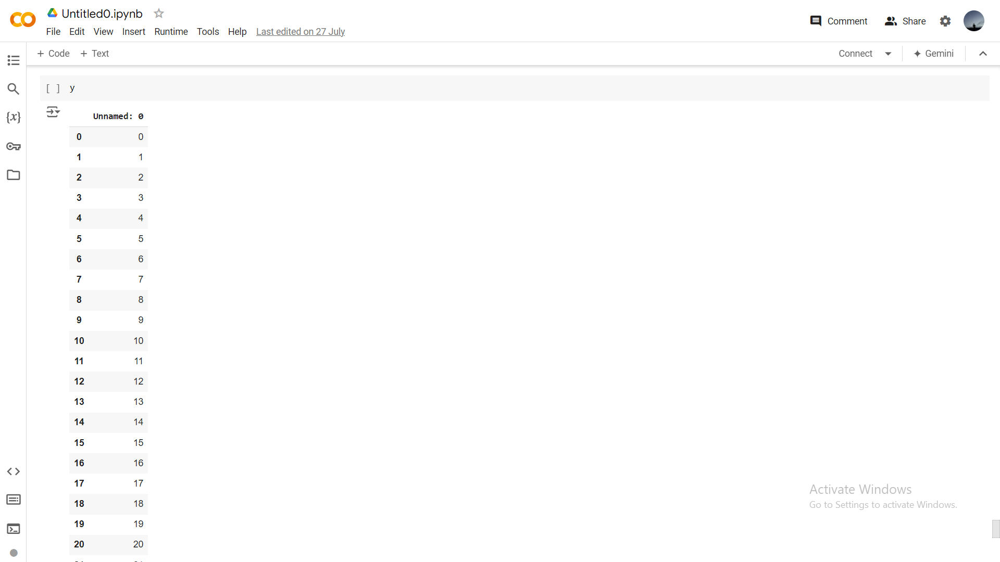 Untitled0.ipynb
File Edit View Insert Runtime Tools Help Last edited on 27 July
Comment Share
+ Code + Text
Connect Gemini
[ ] y
Unnamed: 0
0 0
1 1
2 2
3 3
4 4
5 5
6 6
7 7
8 8
9 9
10 10
11 11
12 12
13 13
14 14
15 15
16 16
17 17
18 18
19 19
20 20
{x}
Activate Windows
Go to Settings to activate Windows.